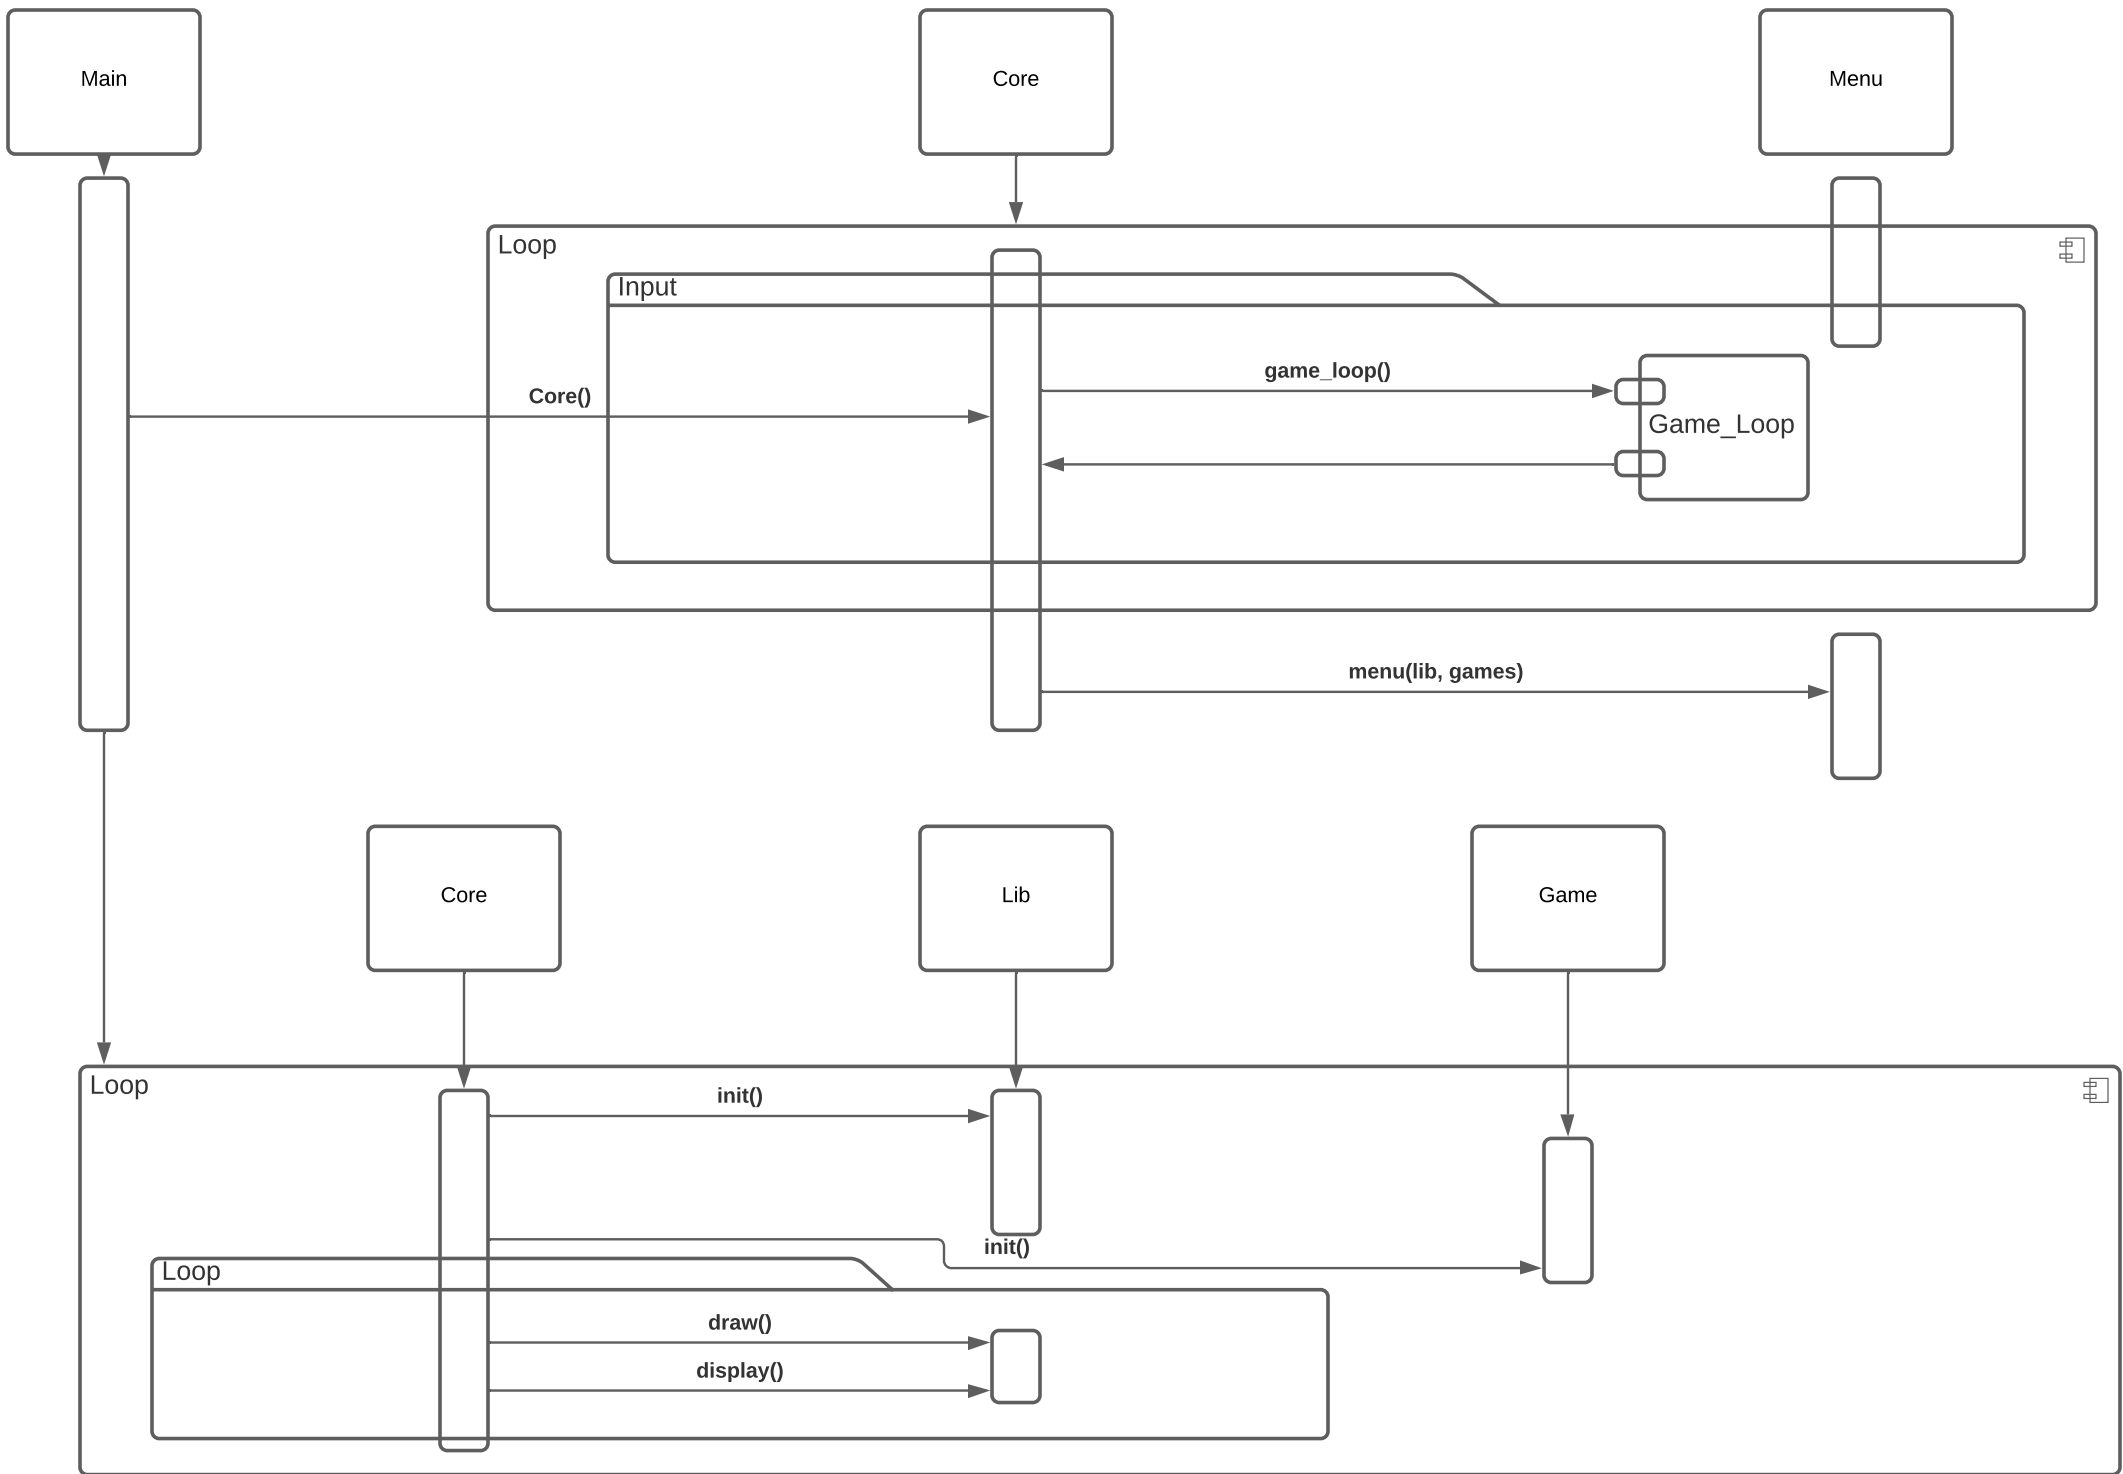 Main
Core
Menu
Loop
Input
game_loop()
Core()
Game_Loop
menu(lib, games)
Core
Lib
Game
Loop
init()
init()
Loop
draw()
display()